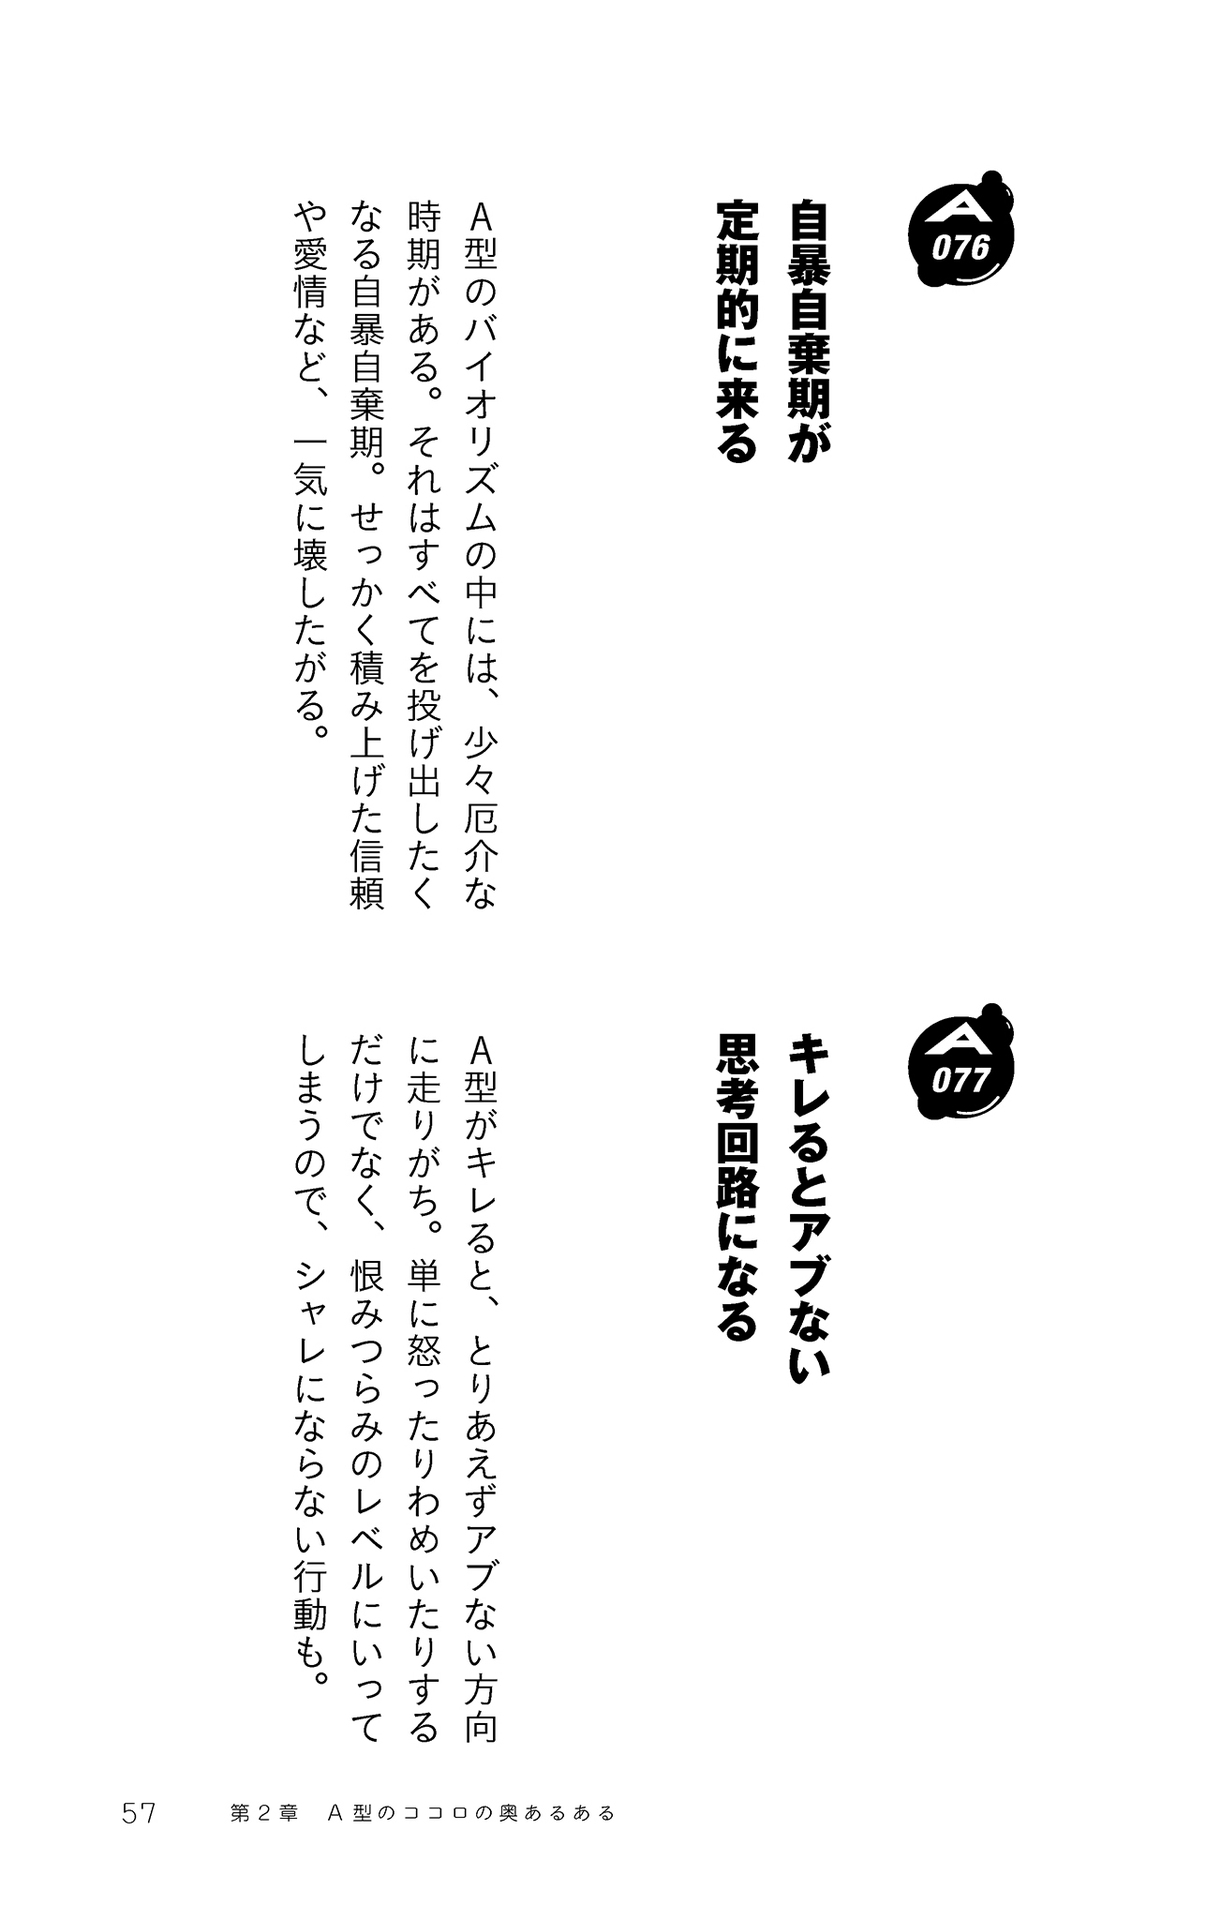 A
076
自暴自棄期が
定期的に来る
A型のバイオリズムの中には、少々厄介な
時期がある。それはすべてを投げ出したく
なる自暴自棄期。せっかく積み上げた信頼
や愛情など、一気に壊したがる。
A
077
キレるとアブない
思考回路になる
A型がキレると、とりあえずアブない方向
に走りがち。単に怒ったりわめいたりする
だけでなく、恨みつらみのレベルにいって
しまうので、シャレにならない行動も。
57 第2章 A型のココロの奥あるある